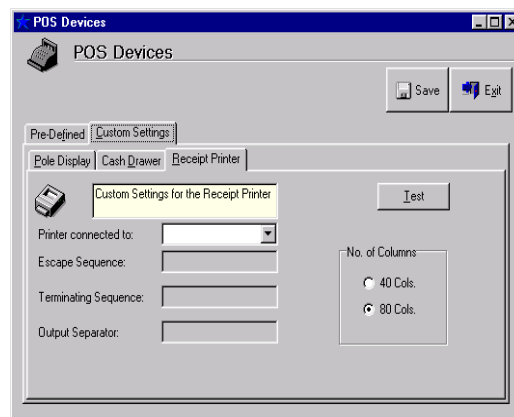 POS Devices
POS Devices
Save
Exit
Pre-Defined
Custom Settings
Pole Display
Cash Drawer
Receipt Printer
Custom Settings for the Receipt Printer
Test
Printer connected to:
Escape Sequence:
Terminating Sequence:
Output Separator:
No. of Columns
40 Cols.
80 Cols.